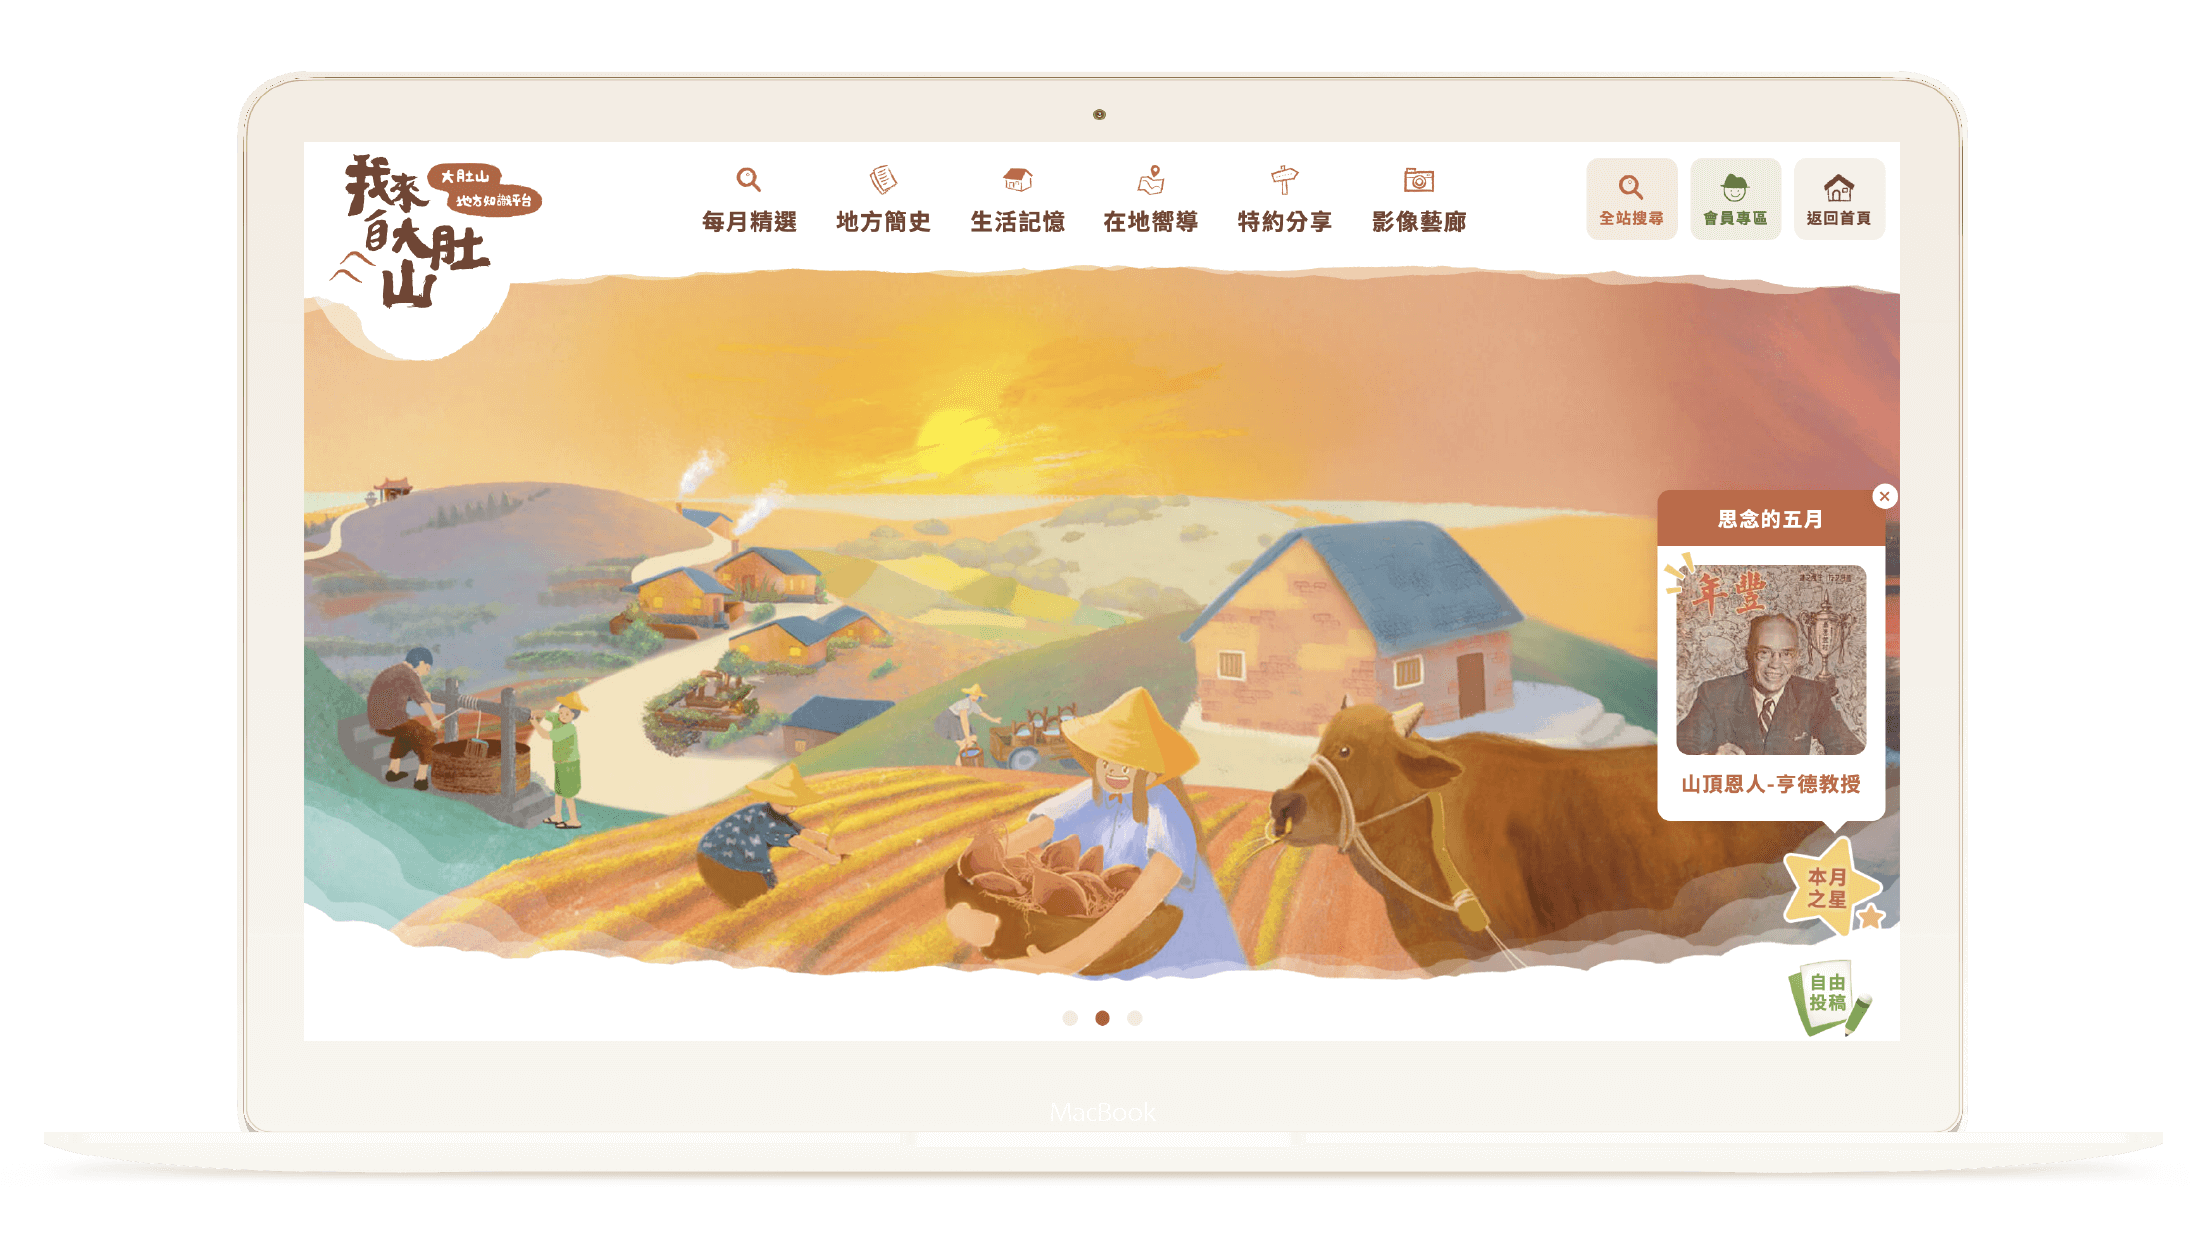 我來
自大肚
山
大肚山
地方知識平台
每月精選
地方簡史
生活記憶
在地嚮導
特約分享
影像藝廊
全站搜尋
會員專區
返回首頁
思念的五月
年豐
山頂恩人-亨德教授
本月
之星
自由
投稿
MacBook